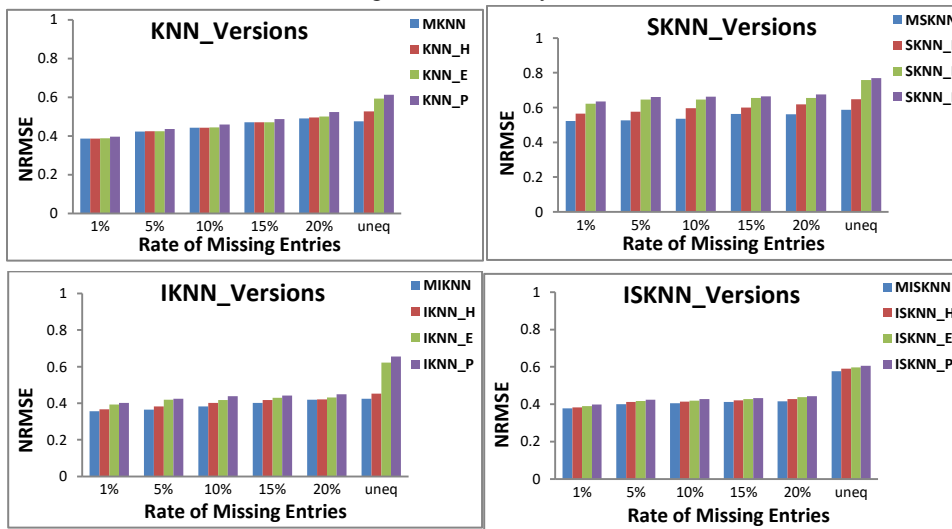 KNN_Versions
MKNN
KNN_H
KNN_E
KNN_P
NRMSE
1
0.8
0.6
0.4
0.2
0
1% 5% 10% 15% 20% uneq
Rate of Missing Entries
SKNN_Versions
MSKNN
SKNN_
SKNN_
SKNN_
NRMSE
1
0.8
0.6
0.4
0.2
0
1% 5% 10% 15% 20% uneq
Rate of Missing Entries
IKNN_Versions
MIKNN
IKNN_H
IKNN_E
IKNN_P
NRMSE
1
0.8
0.6
0.4
0.2
0
1% 5% 10% 15% 20% uneq
Rate of Missing Entries
ISKNN_Versions
MISKNN
ISKNN_H
ISKNN_E
ISKNN_P
NRMSE
1
0.8
0.6
0.4
0.2
0
1% 5% 10% 15% 20% uneq
Rate of Missing Entries